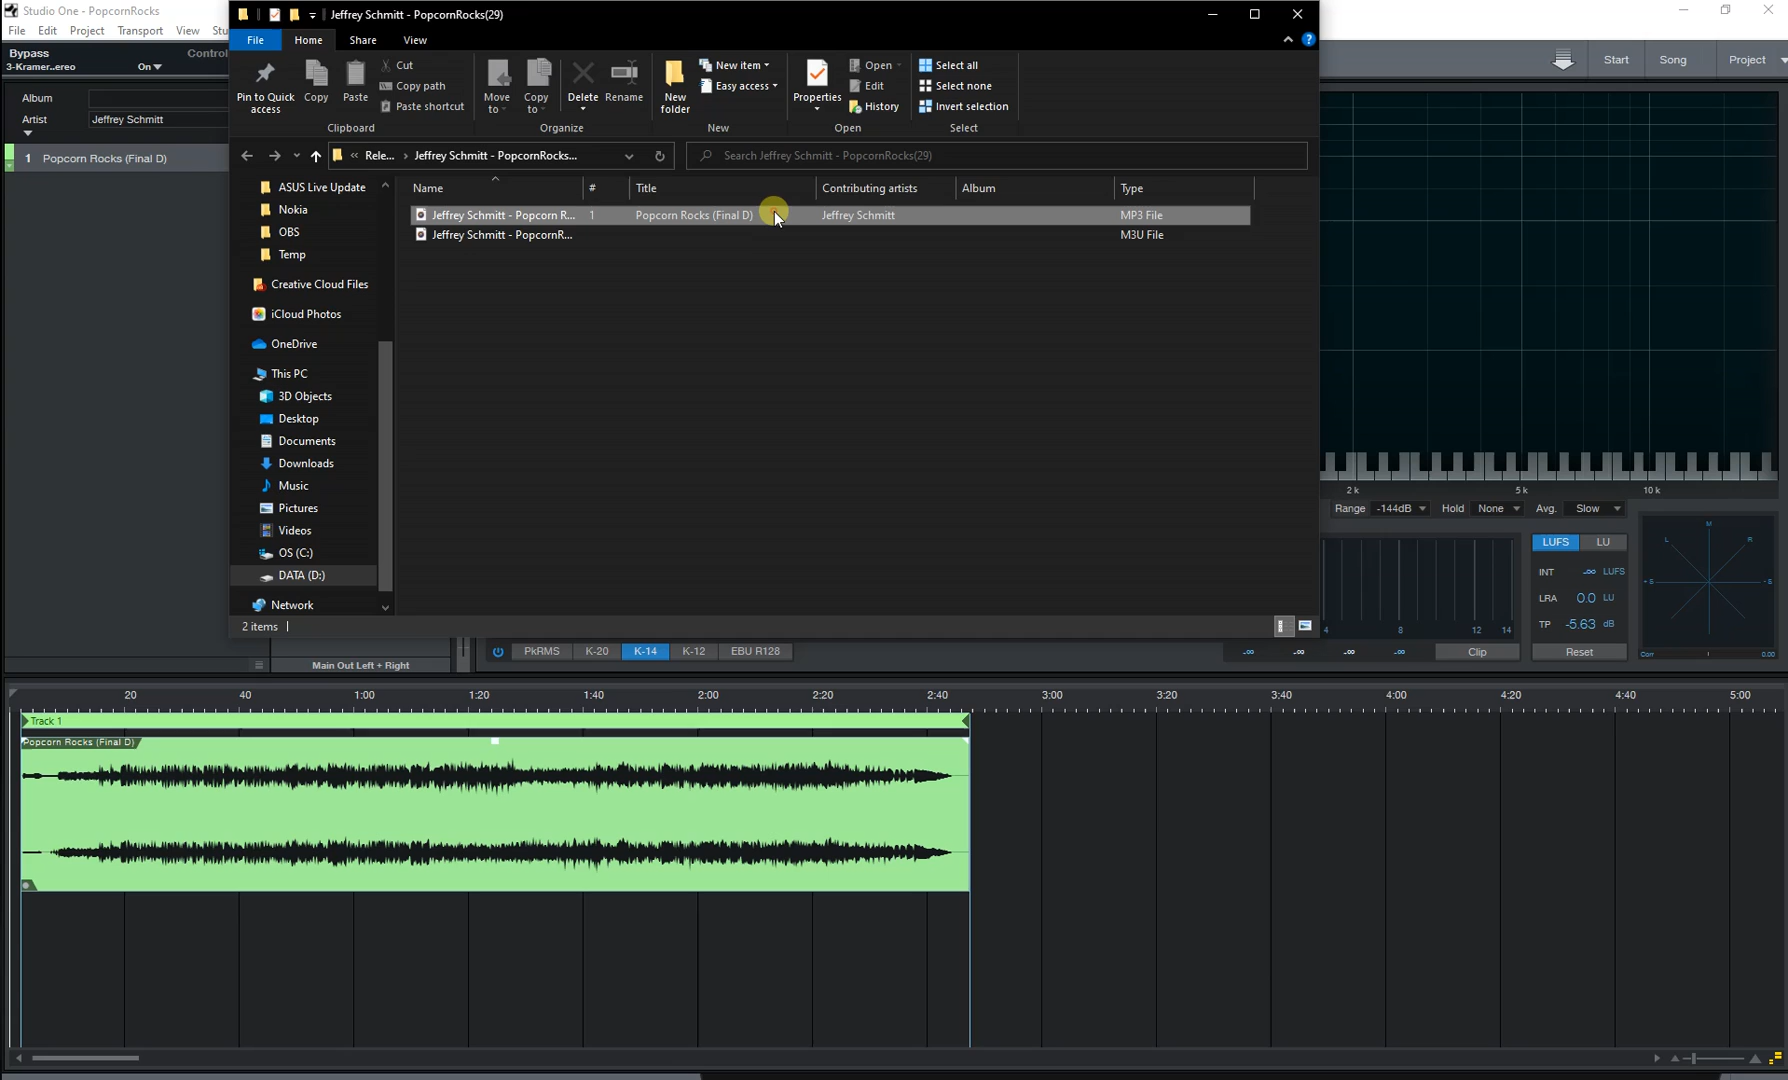 Studio One - PopcornRocks
Jeffrey Schmitt - PopcornRocks(29)
File Edit Project Transport View Stu
File Home Share View
Bypass Control
3-Kramer..ereo On
Start Song Project
Album
Artist Jeffrey Schmitt
1 Popcorn Rocks (Final D)
Pin to Quick access
Copy
Paste
Cut
Copy path
Paste shortcut
Clipboard
Move to
Copy to
Delete
Rename
Organize
New folder
New item
Easy access
New
Properties
Open
Edit
History
Open
Select all
Select none
Invert selection
Select
« Rele... › Jeffrey Schmitt - PopcornRocks...
Search Jeffrey Schmitt - PopcornRocks(29)
Name # Title Contributing artists Album Type
Jeffrey Schmitt - Popcorn R... 1 Popcorn Rocks (Final D) Jeffrey Schmitt MP3 File
Jeffrey Schmitt - PopcornR... M3U File
ASUS Live Update
Nokia
OBS
Temp
Creative Cloud Files
iCloud Photos
OneDrive
This PC
3D Objects
Desktop
Documents
Downloads
Music
Pictures
Videos
OS (C:)
DATA (D:)
Network
2 items
2k 5k 10k
Range -144dB Hold None Avg. Slow
LUFS LU
INT -∞ LUFS
LRA 0.0 LU
TP -5.63 dB
Reset
M
L R
+S -S
Corr 0.00
4 8 12 14
-∞ -∞ -∞ -∞ Clip
Main Out Left + Right
PkRMS K-20 K-14 K-12 EBU R128
20 40 1:00 1:20 1:40 2:00 2:20 2:40 3:00 3:20 3:40 4:00 4:20 4:40 5:00
Track 1
Popcorn Rocks (Final D)